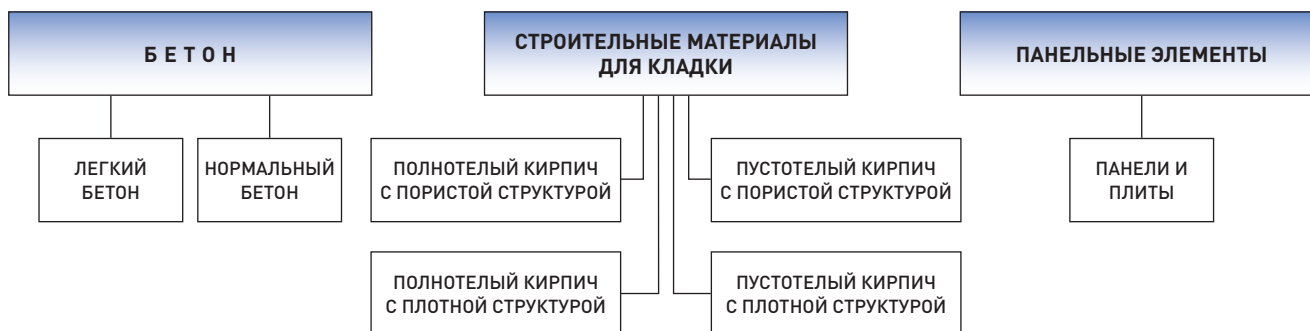 БЕТОН
СТРОИТЕЛЬНЫЕ МАТЕРИАЛЫ
ДЛЯ КЛАДКИ
ПАНЕЛЬНЫЕ ЭЛЕМЕНТЫ
ЛЕГКИЙ
БЕТОН
НОРМАЛЬНЫЙ
БЕТОН
ПОЛНОТЕЛЫЙ КИРПИЧ
С ПОРИСТОЙ СТРУКТУРОЙ
ПУСТОТЕЛЫЙ КИРПИЧ
С ПОРИСТОЙ СТРУКТУРОЙ
ПАНЕЛИ И
ПЛИТЫ
ПОЛНОТЕЛЫЙ КИРПИЧ
С ПЛОТНОЙ СТРУКТУРОЙ
ПУСТОТЕЛЫЙ КИРПИЧ
С ПЛОТНОЙ СТРУКТУРОЙ